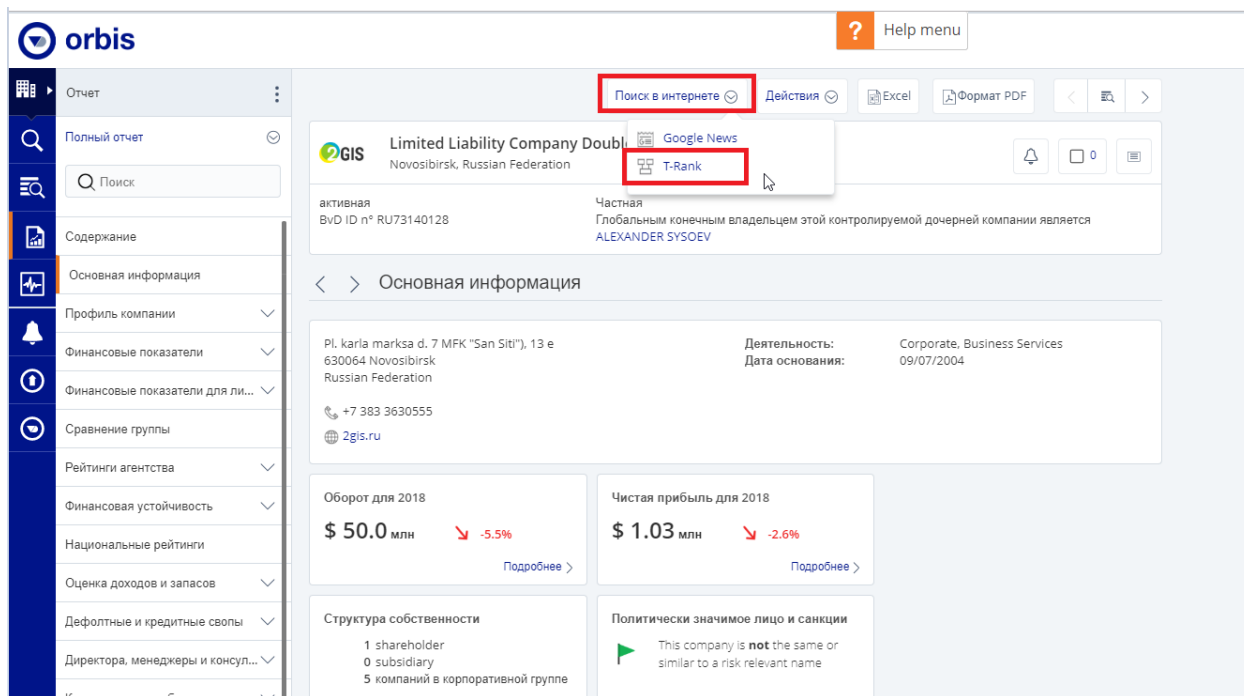 orbis
? Help menu
Отчет
Поиск в интернете
Действия
Excel
Формат PDF
Полный отчет
Поиск
Google News
T-Rank
2GIS
Limited Liability Company
Novosibirsk, Russian Federation
0
активная
BvD ID n° RU73140128
Частная
Глобальным конечным владельцем этой контролируемой дочерней компании является
ALEXANDER SYSOEV
Содержание
Основная информация
Профиль компании
Финансовые показатели
Финансовые показатели для ли...
Сравнение группы
Рейтинги агентства
Финансовая устойчивость
Национальные рейтинги
Оценка доходов и запасов
Дефолтные и кредитные свопы
Директора, менеджеры и консул...
Основная информация
Pl. karla marksa d. 7 MFK "San Siti"), 13 e
630064 Novosibirsk
Russian Federation
+7 383 3630555
2gis.ru
Деятельность: Corporate, Business Services
Дата основания: 09/07/2004
Оборот для 2018
$ 50.0 млн -5.5%
Подробнее
Чистая прибыль для 2018
$ 1.03 млн -2.6%
Подробнее
Структура собственности
1 shareholder
0 subsidiary
5 компаний в корпоративной группе
Политически значимое лицо и санкции
This company is not the same or
similar to a risk relevant name